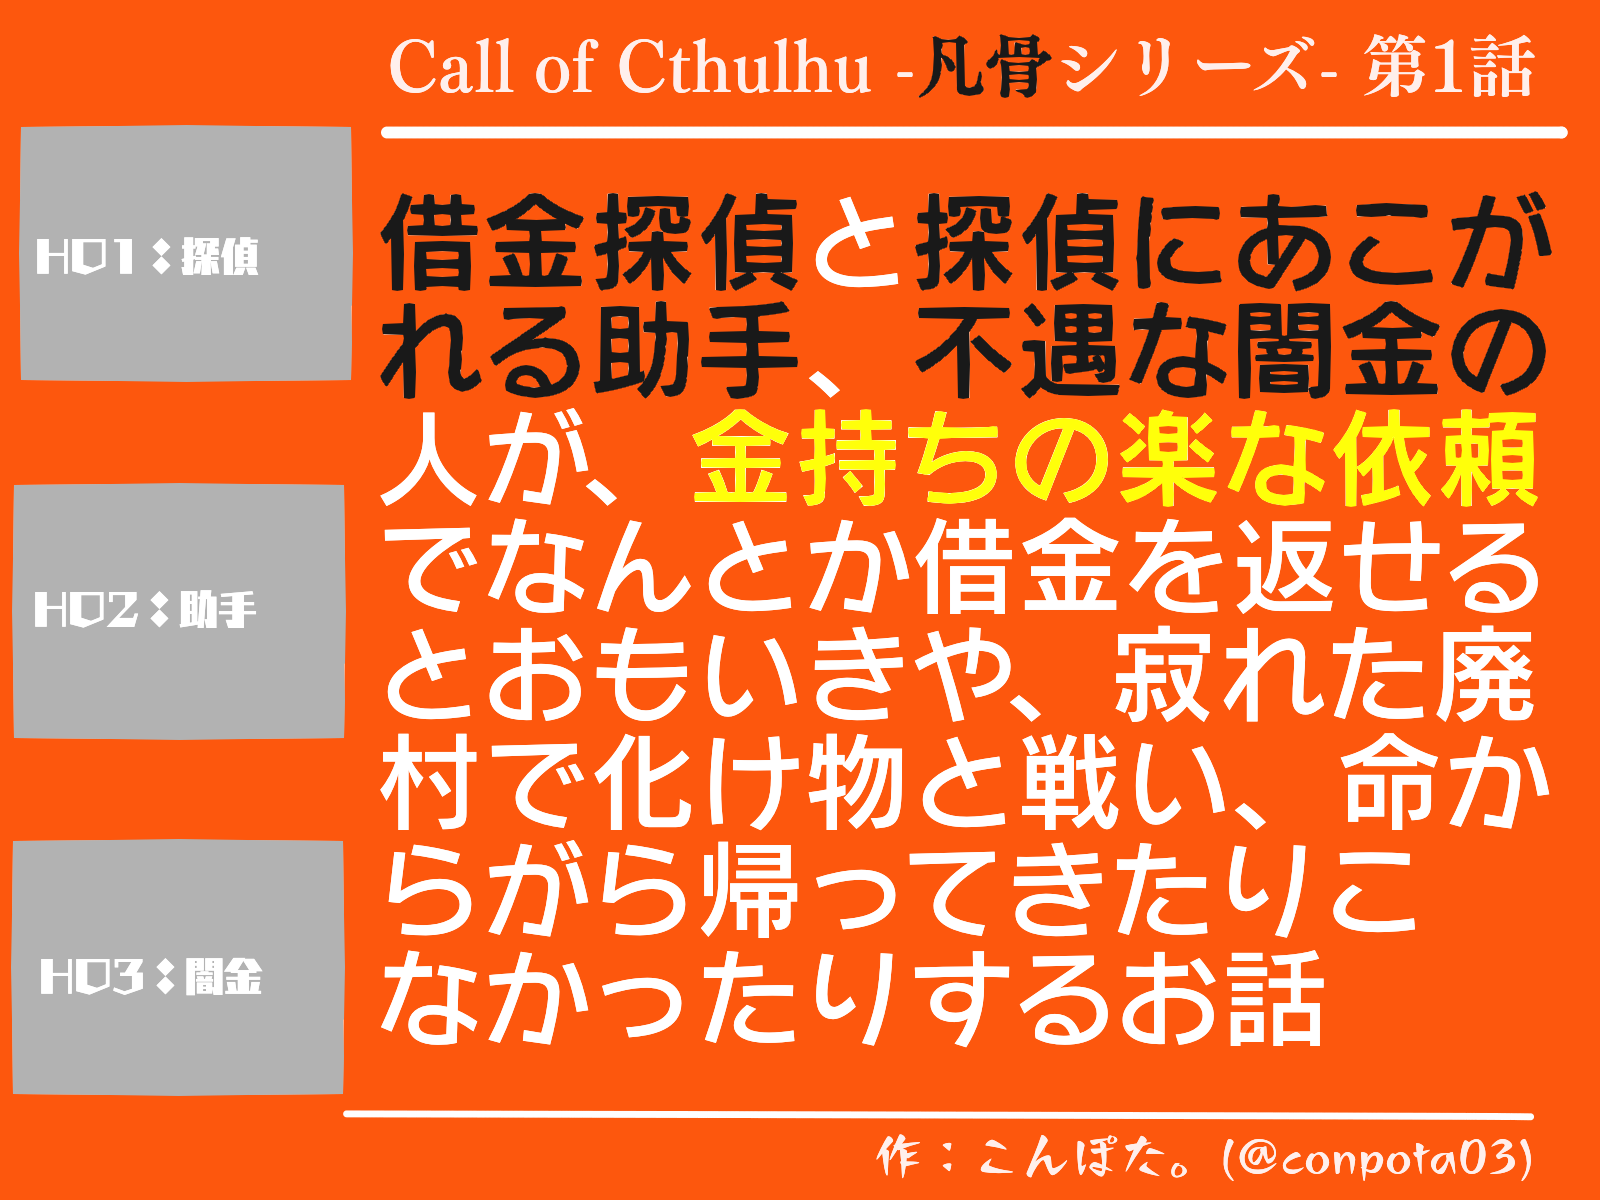 Call of Cthulhu -凡骨シリーズ- 第1話
HO1：探偵
HO2：助手
HO3：闇金
借金探偵と探偵にあこが
れる助手、不遇な闇金の
人が、金持ちの楽な依頼
でなんとか借金を返せる
とおもいきや、寂れた廃
村で化け物と戦い、命か
らがら帰ってきたりこ
なかったりするお話
作：こんぽた。(@conpota03)